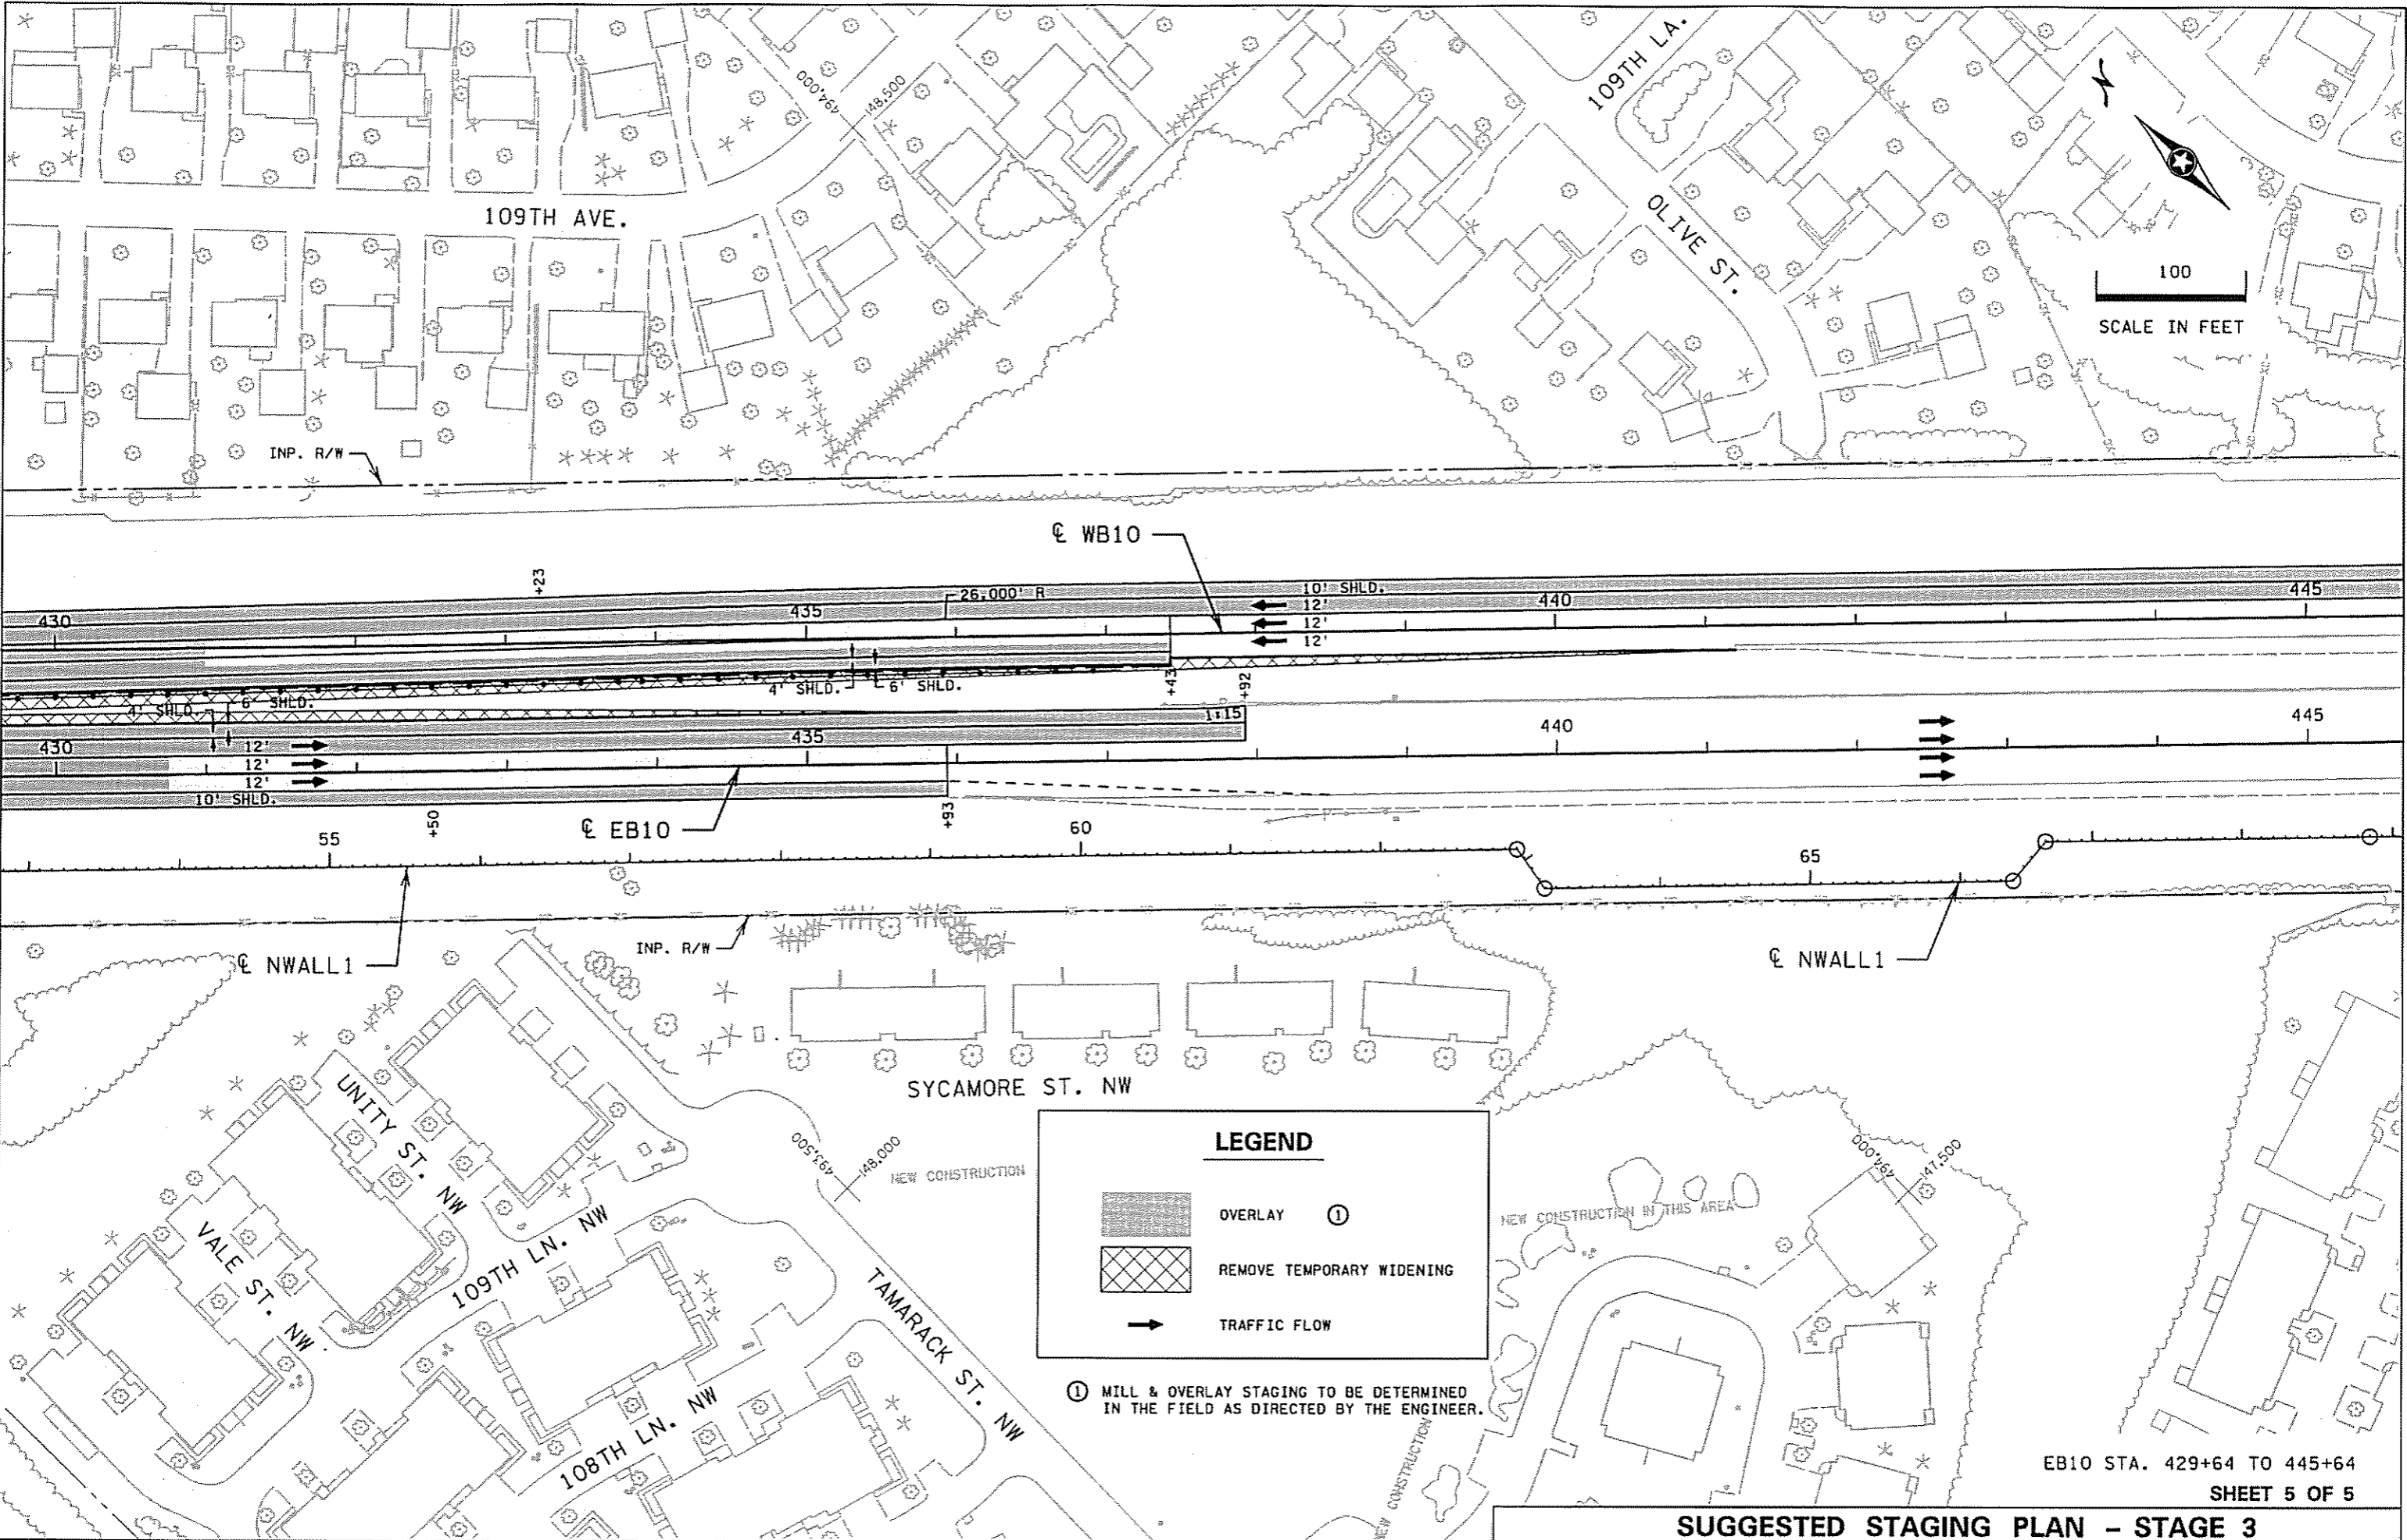 494,000
148,500
109TH LA.
N
109TH AVE.
OLIVE ST.
100
SCALE IN FEET
INP. R/W
℄ WB10
+23
430
435
26,000' R
10' SHLD.
12'
440
445
12'
12'
4' SHLD.
6' SHLD.
+43
+92
4' SHLD.
6' SHLD.
1:15
430
12'
435
440
445
12'
12'
10' SHLD.
+50
℄ EB10
+93
55
60
65
℄ NWALL1
INP. R/W
℄ NWALL1
SYCAMORE ST. NW
UNITY ST. NW
VALE ST. NW
109TH LN. NW
108TH LN. NW
TAMARACK ST. NW
493,500
148,000
NEW CONSTRUCTION
494,000
147,500
NEW CONSTRUCTION IN THIS AREA
NEW CONSTRUCTION
LEGEND
OVERLAY ①
REMOVE TEMPORARY WIDENING
TRAFFIC FLOW
① MILL & OVERLAY STAGING TO BE DETERMINED
IN THE FIELD AS DIRECTED BY THE ENGINEER.
EB10 STA. 429+64 TO 445+64
SHEET 5 OF 5
SUGGESTED STAGING PLAN - STAGE 3